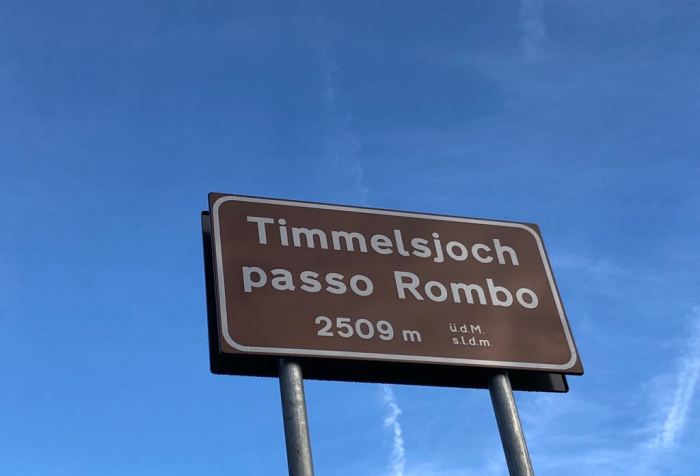 Timmelsjoch
passo Rombo
2509 m
ü.d.M.
s.l.d.m.